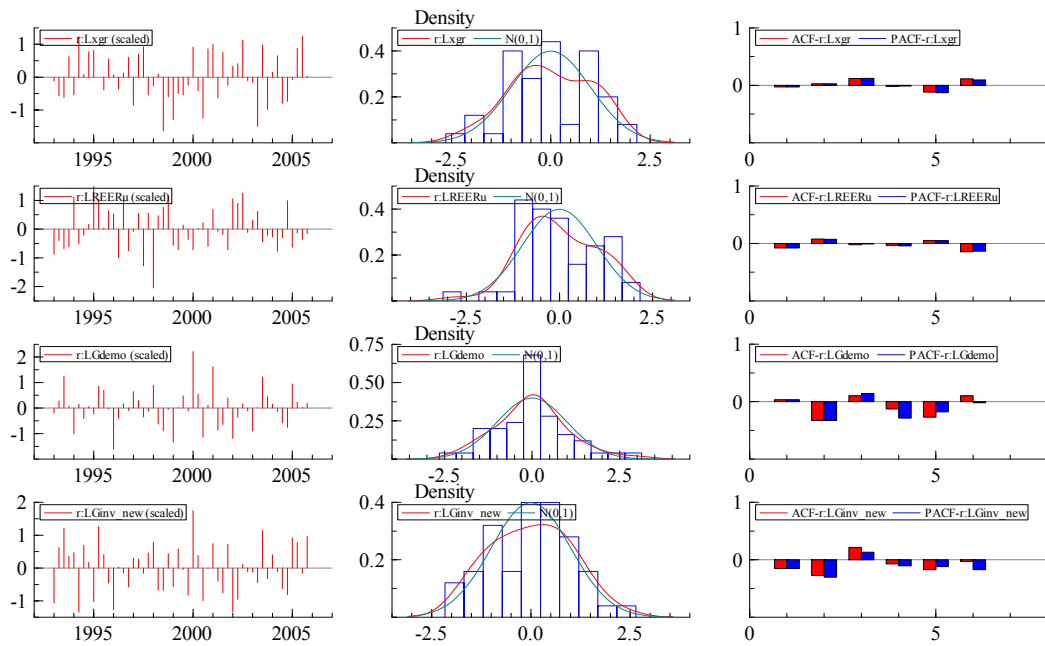 Density
r:Lxgr (scaled)
r:Lxgr N(0,1)
ACF-r:Lxgr PACF-r:Lxgr
1
0
-1
0.4
0.2
1
0
1995 2000 2005
-2.5 0.0 2.5
0 5
Density
r:LREERu (scaled)
r:LREERu N(0,1)
ACF-r:LREERu PACF-r:LREERu
1
0
-1
-2
0.4
0.2
1
0
-1
1995 2000 2005
-2.5 0.0 2.5
0 5
Density
r:LGdemo (scaled)
r:LGdemo N(0,1)
ACF-r:LGdemo PACF-r:LGdemo
2
1
0
-1
0.75
0.50
0.25
1
0
-1
1995 2000 2005
-2.5 0.0 2.5
0 5
Density
r:LGinv_new (scaled)
r:LGinv_new N(0,1)
ACF-r:LGinv_new PACF-r:LGinv_new
2
1
0
-1
0.4
0.2
1
0
-1
1995 2000 2005
-2.5 0.0 2.5
0 5